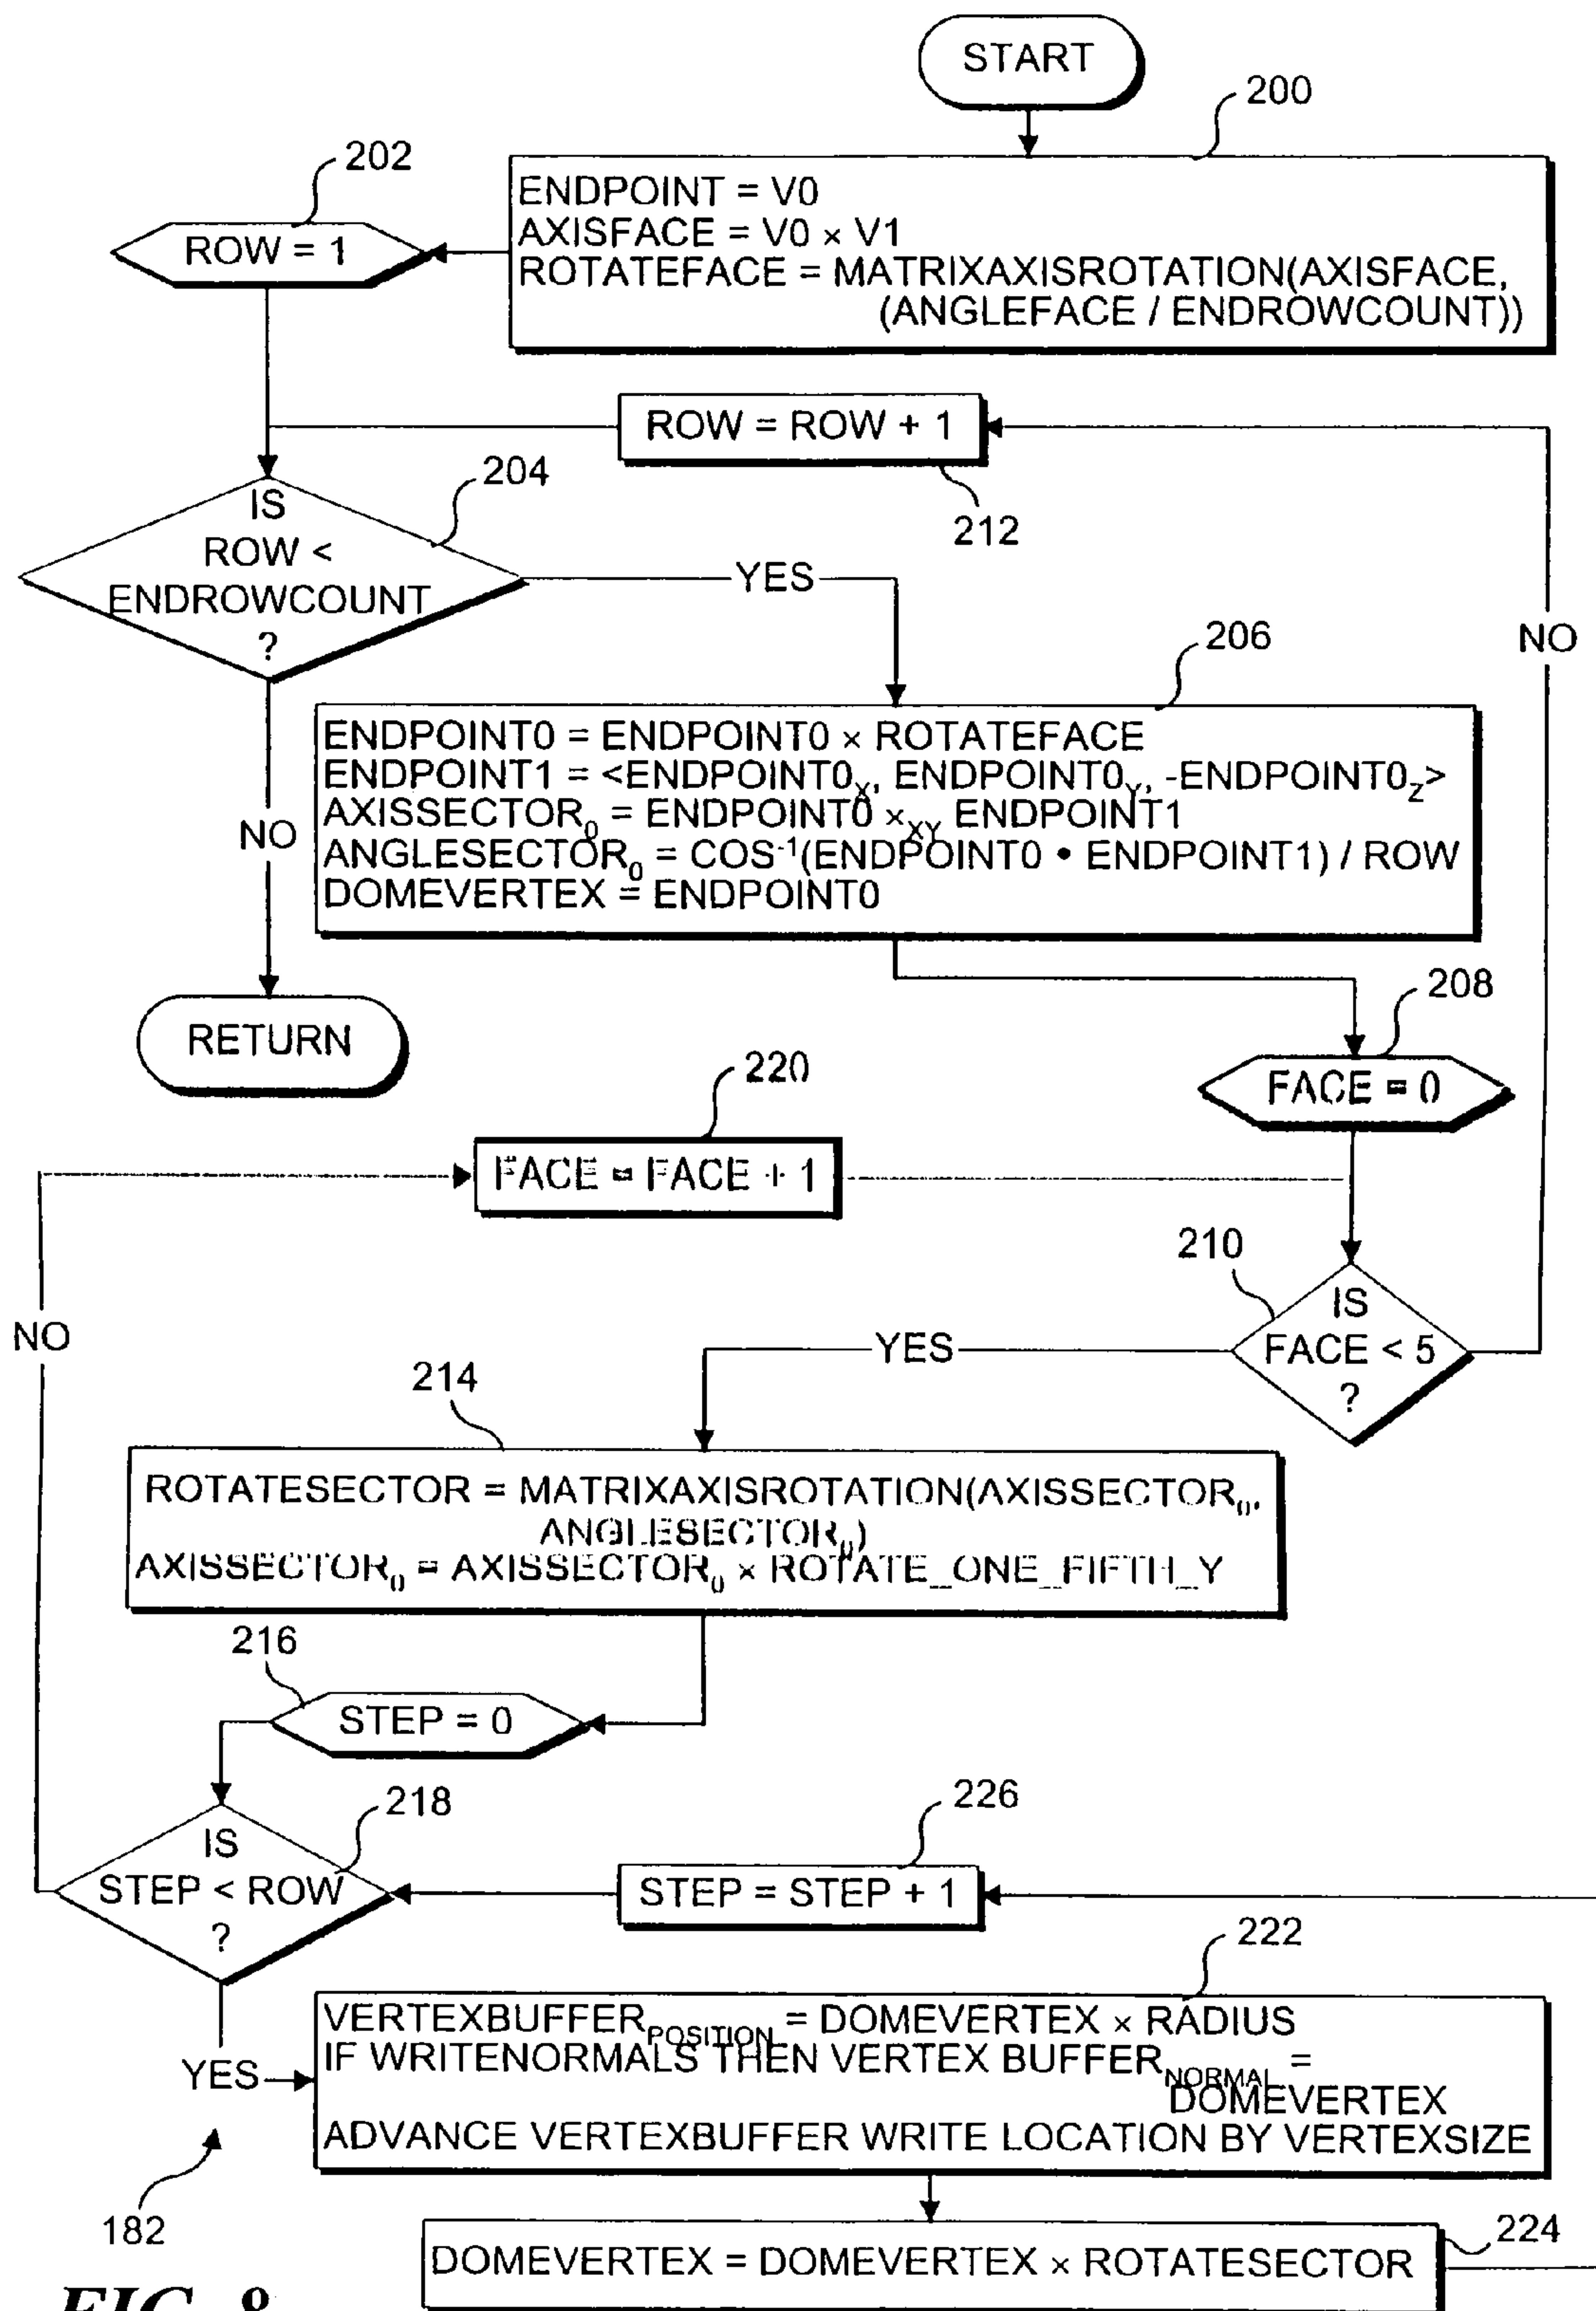 START
200
202
ENDPOINT = V0
AXISFACE = V0 × V1
ROTATEFACE = MATRIXAXISROTATION(AXISFACE,
(ANGLEFACE / ENDROWCOUNT))
ROW = 1
ROW = ROW + 1
212
204
IS
ROW <
ENDROWCOUNT
?
YES
NO
NO
206
ENDPOINT0 = ENDPOINT0 × ROTATEFACE
ENDPOINT1 = <ENDPOINT0X, ENDPOINT0Y, -ENDPOINT0Z>
AXISSECTOR0 = ENDPOINT0 ×XY ENDPOINT1
ANGLESECTOR0 = COS-1(ENDPOINT0 • ENDPOINT1) / ROW
DOMEVERTEX = ENDPOINT0
RETURN
208
FACE = 0
220
FACE = FACE + 1
210
IS
FACE < 5
?
YES
NO
214
ROTATESECTOR = MATRIXAXISROTATION(AXISSECTOR0,
ANGLESECTOR0)
AXISSECTOR0 = AXISSECTOR0 × ROTATE_ONE_FIFTH_Y
216
STEP = 0
218
IS
STEP < ROW
?
226
STEP = STEP + 1
YES
222
VERTEXBUFFERPOSITION = DOMEVERTEX × RADIUS
IF WRITENORMALS THEN VERTEX BUFFERNORMAL =
DOMEVERTEX
ADVANCE VERTEXBUFFER WRITE LOCATION BY VERTEXSIZE
182
224
DOMEVERTEX = DOMEVERTEX × ROTATESECTOR
FIG. 8